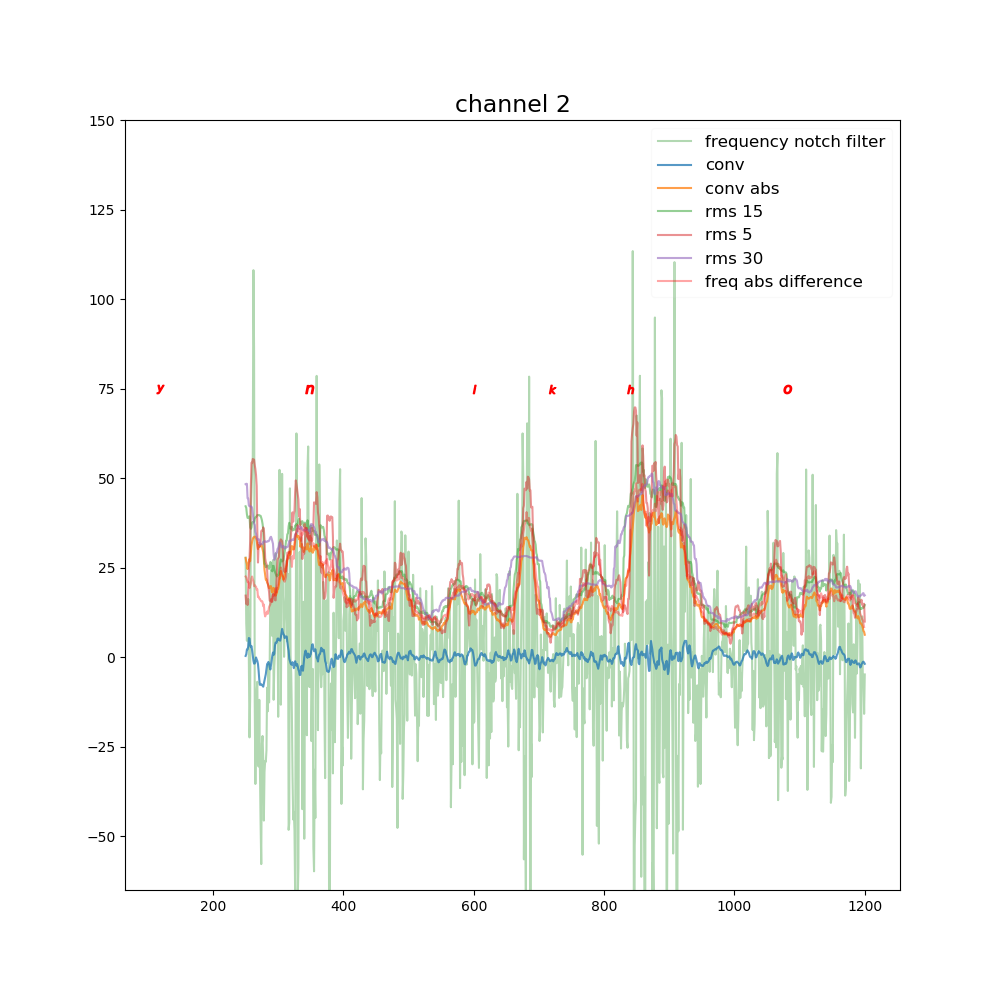 channel 2
150
125
100
75
50
25
0
−25
−50
frequency notch filter
conv
conv abs
rms 15
rms 5
rms 30
freq abs difference
y n l k h o
200 400 600 800 1000 1200